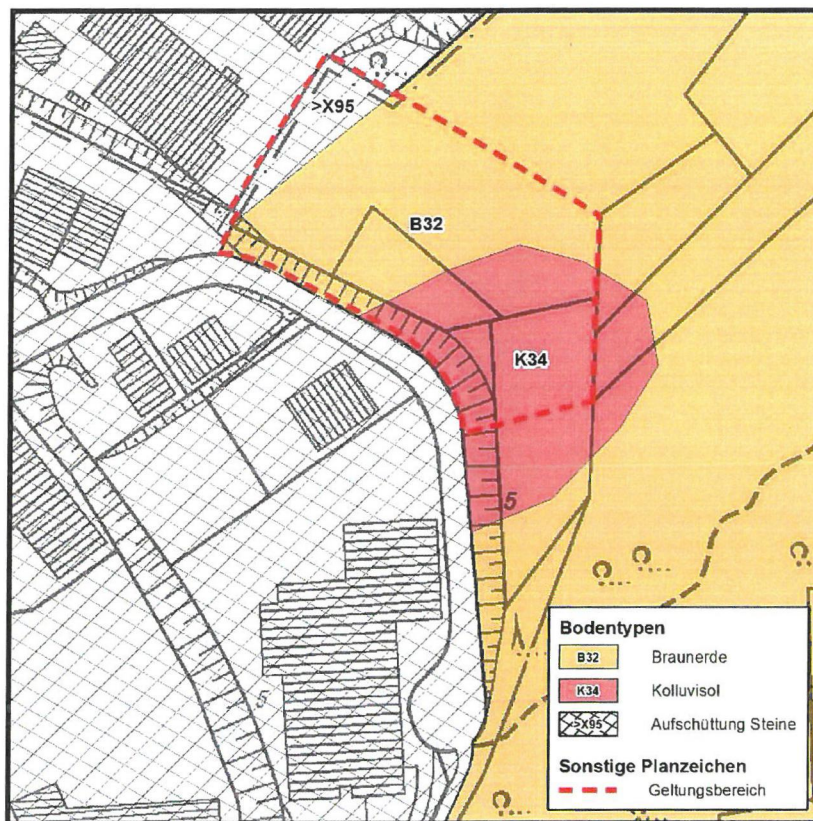 >X95
B32
K34
5
5
Bodentypen
B32 Braunerde
K34 Kolluvisol
>X95 Aufschüttung Steine
Sonstige Planzeichen
Geltungsbereich